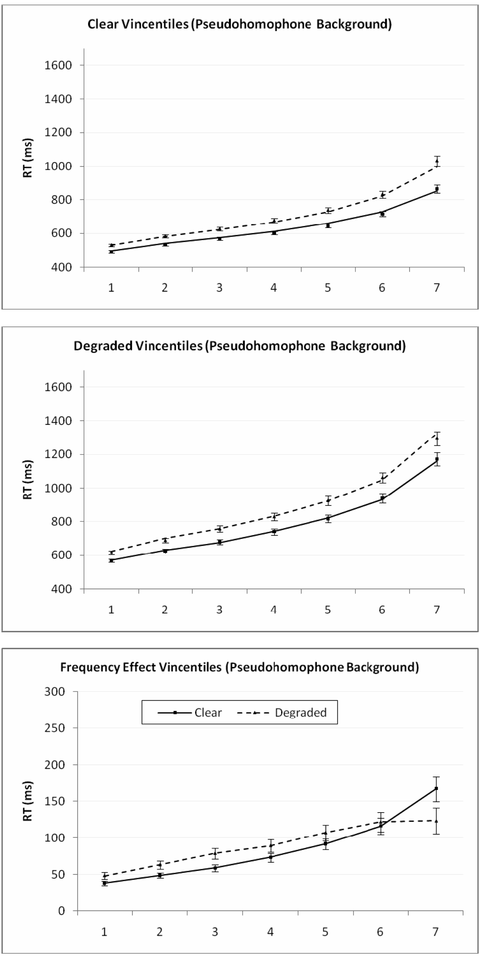 Clear Vincentiles (Pseudohomophone Background)
1600
1400
1200
1000
800
600
400
RT (ms)
1 2 3 4 5 6 7
Degraded Vincentiles (Pseudohomophone Background)
1600
1400
1200
1000
800
600
400
RT (ms)
1 2 3 4 5 6 7
Frequency Effect Vincentiles (Pseudohomophone Background)
300
250
200
150
100
50
0
RT (ms)
Clear Degraded
1 2 3 4 5 6 7